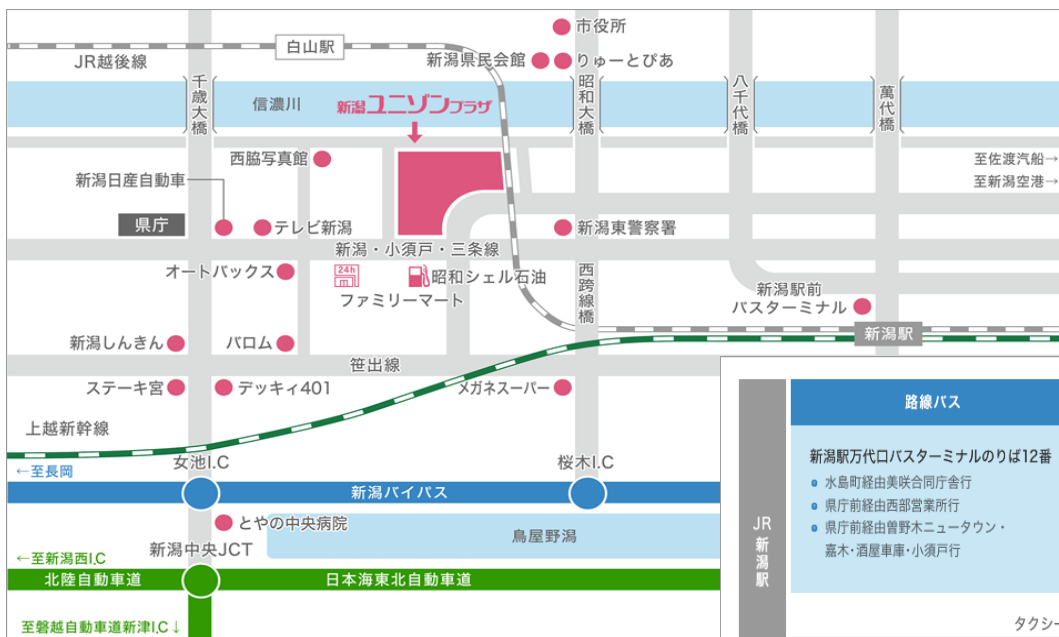 市役所
白山駅
JR越後線
新潟県民会館
りゅーとぴあ
千歳大橋
信濃川
新潟ユニゾンプラザ
昭和大橋
八千代橋
萬代橋
西脇写真館
至佐渡汽船→
新潟日産自動車
至新潟空港→
県庁
テレビ新潟
新潟東警察署
新潟・小須戸・三条線
オートバックス
24h
昭和シェル石油
ファミリーマート
西跨線橋
新潟駅前
バスターミナル
新潟しんきん
バロム
新潟駅
笹出線
ステーキ宮
デッキィ401
メガネスーパー
上越新幹線
←至長岡
女池I.C
桜木I.C
新潟バイパス
とやの中央病院
鳥屋野潟
新潟中央JCT
←至新潟西I.C
北陸自動車道
日本海東北自動車道
至磐越自動車道新津I.C↓
JR新潟駅
路線バス
新潟駅万代口バスターミナルのりば12番
水島町経由美咲合同庁舎行
県庁前経由西部営業所行
県庁前経由曽野木ニュータウン・
嘉木・酒屋車庫・小須戸行
タクシー